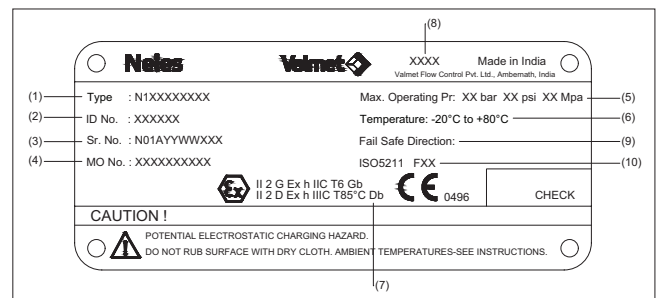 (8)
Neles Valmet XXXX Made in India
Valmet Flow Control Pvt. Ltd., Ambernath, India
(1) Type : N1XXXXXXXX Max. Operating Pr: XX bar XX psi XX Mpa (5)
(2) ID No. : XXXXXX Temperature: -20°C to +80°C (6)
(3) Sr. No. : N01AYYWWXXX Fail Safe Direction: (9)
(4) MO No. : XXXXXXXXXX ISO5211 FXX (10)
Ex II 2 G Ex h IIC T6 Gb
II 2 D Ex h IIIC T85°C Db CE 0496 CHECK
CAUTION !
POTENTIAL ELECTROSTATIC CHARGING HAZARD.
DO NOT RUB SURFACE WITH DRY CLOTH. AMBIENT TEMPERATURES-SEE INSTRUCTIONS.
(7)